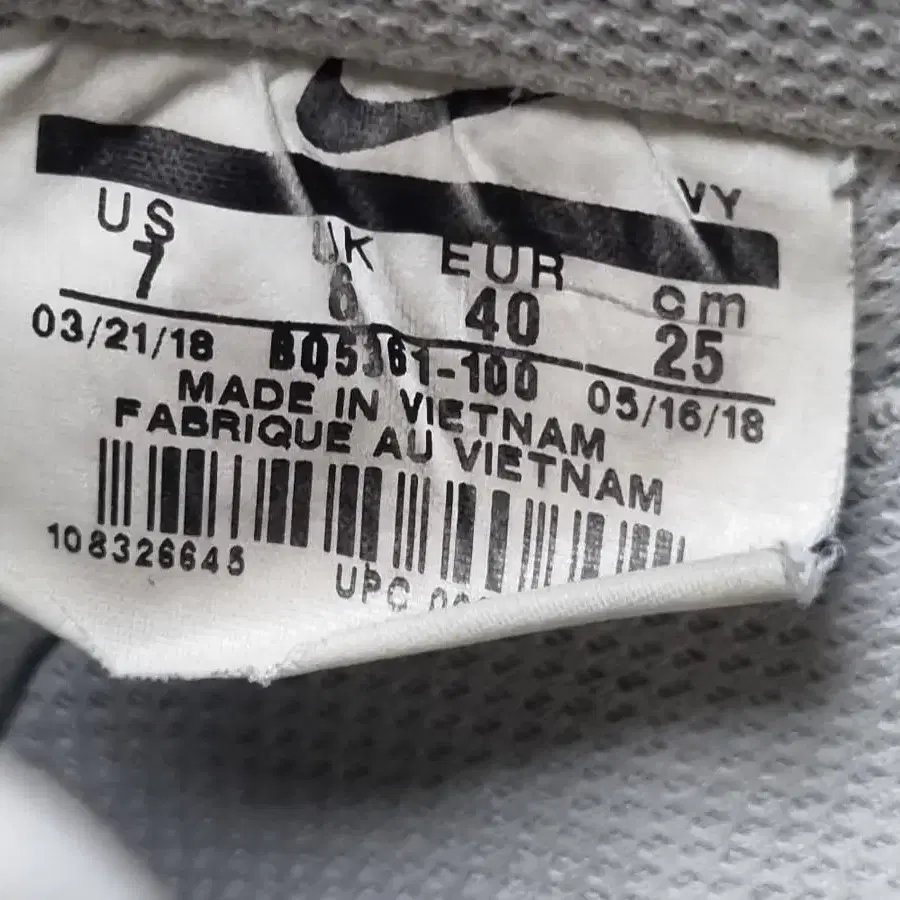 VY
US UK EUR cm
7 6 40 25
03/21/18 BQ5361-100 05/16/18
MADE IN VIETNAM
FABRIQUE AU VIETNAM
108326645
UPC